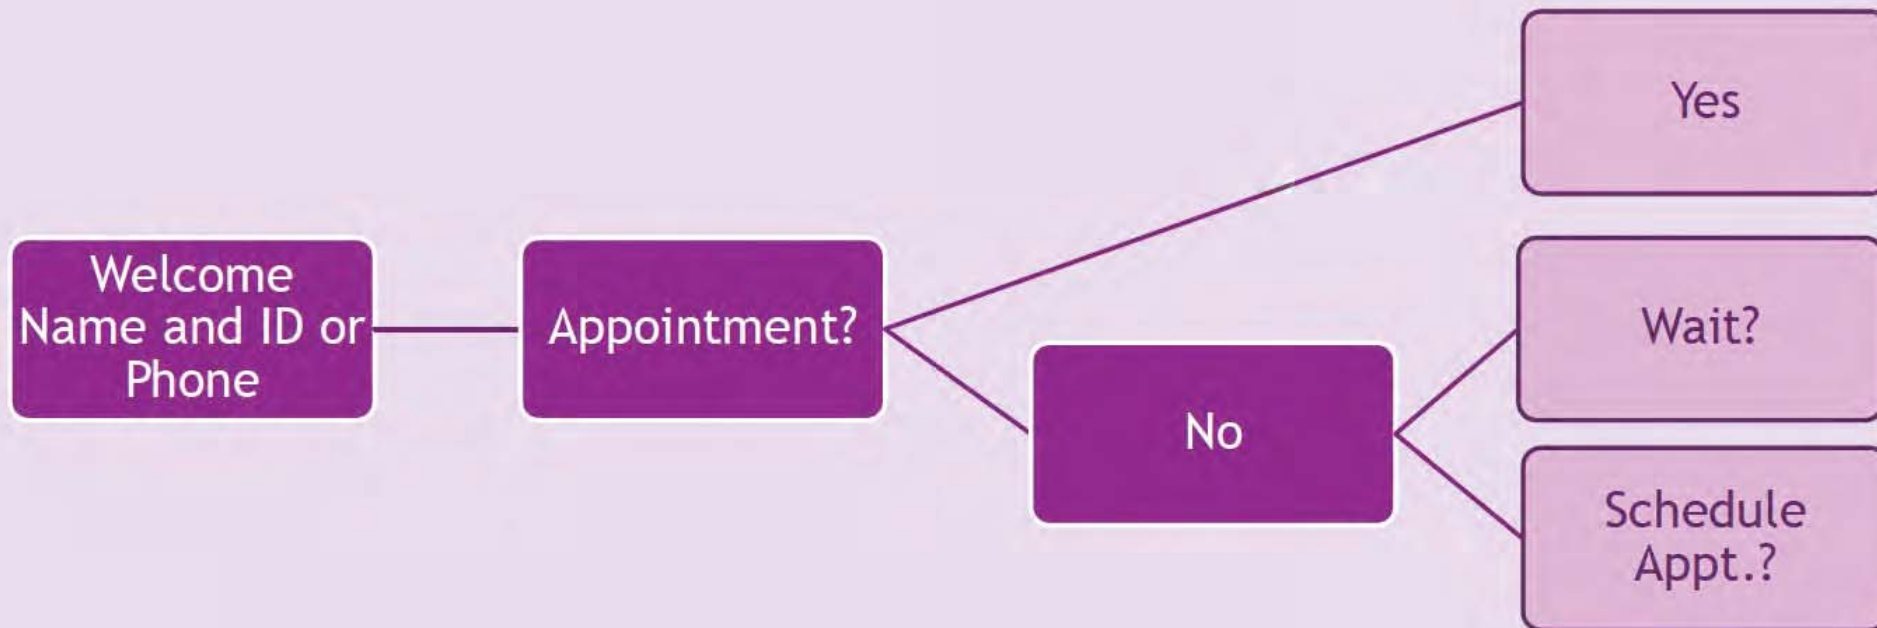 Welcome
Name and ID or
Phone
Appointment?
Yes
No
Wait?
Schedule
Appt.?